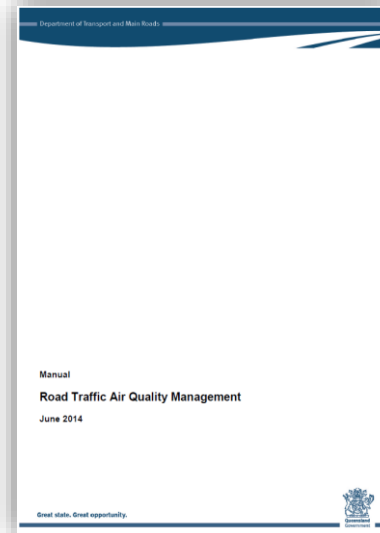 Department of Transport and Main Roads
Manual
Road Traffic Air Quality Management
June 2014
Great state. Great opportunity.
Queensland
Government